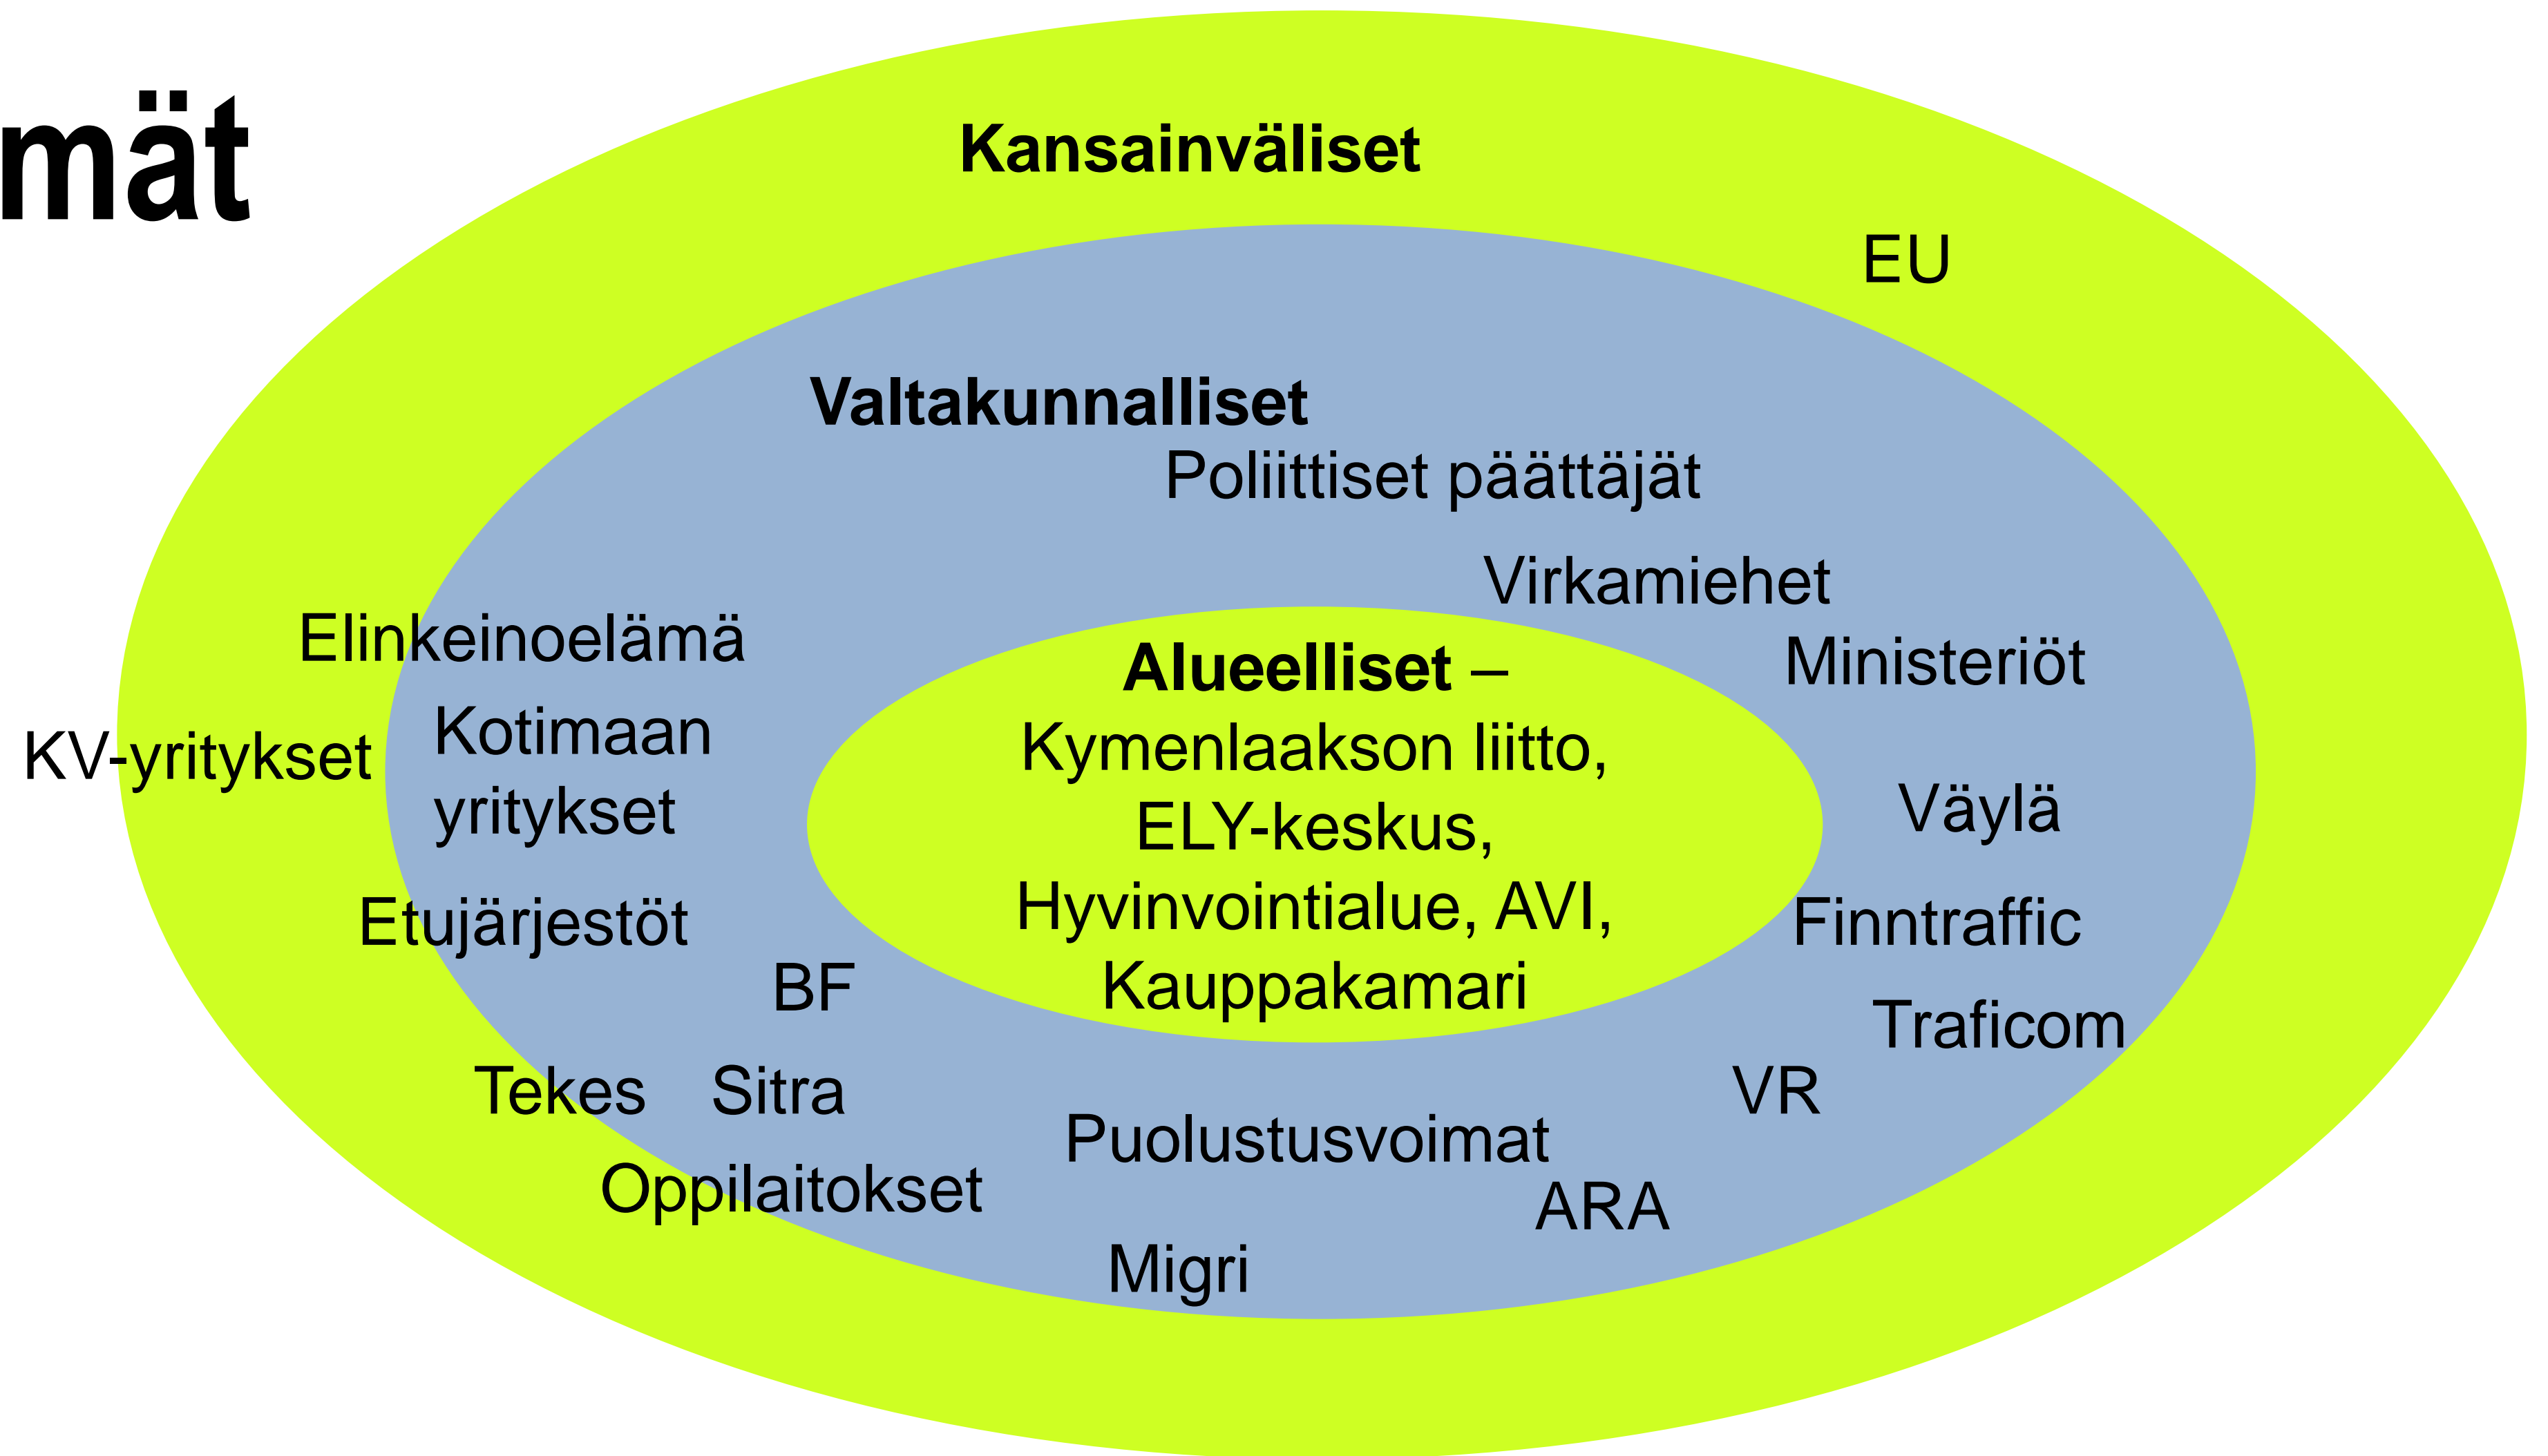 mät
Kansainväliset
EU
Valtakunnalliset
Poliittiset päättäjät
Virkamiehet
Elinkeinoelämä
Ministeriöt
Alueelliset –
Kymenlaakson liitto,
ELY-keskus,
Hyvinvointialue, AVI,
Kauppakamari
KV-yritykset
Kotimaan
yritykset
Väylä
Etujärjestöt
Finntraffic
BF
Traficom
Tekes
Sitra
VR
Puolustusvoimat
Oppilaitokset
ARA
Migri